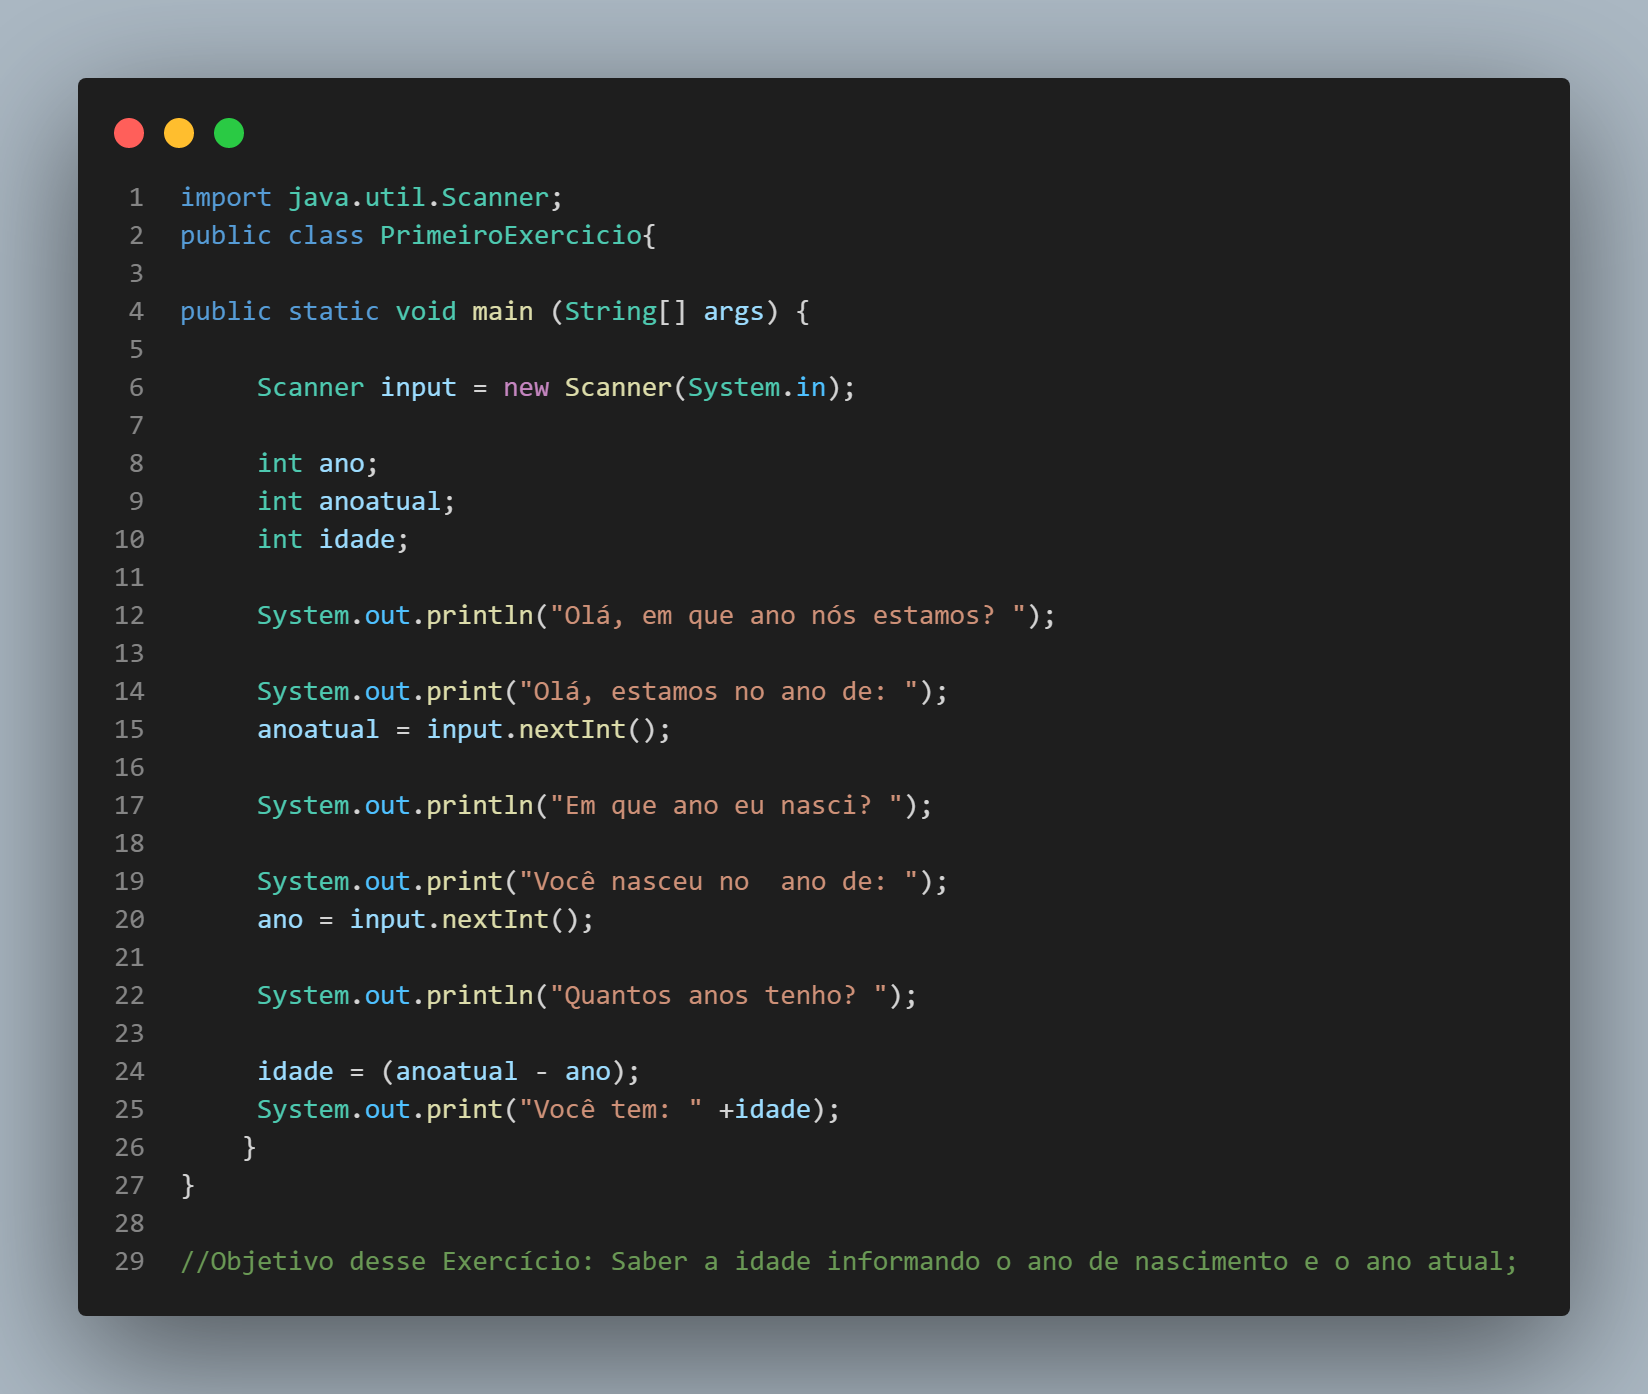 1 import java.util.Scanner;
2 public class PrimeiroExercicio{
3
4 public static void main (String[] args) {
5
6      Scanner input = new Scanner(System.in);
7
8      int ano;
9      int anoatual;
10      int idade;
11
12      System.out.println("Olá, em que ano nós estamos? ");
13
14      System.out.print("Olá, estamos no ano de: ");
15      anoatual = input.nextInt();
16
17      System.out.println("Em que ano eu nasci? ");
18
19      System.out.print("Você nasceu no  ano de: ");
20      ano = input.nextInt();
21
22      System.out.println("Quantos anos tenho? ");
23
24      idade = (anoatual - ano);
25      System.out.print("Você tem: " +idade);
26     }
27 }
28
29 //Objetivo desse Exercício: Saber a idade informando o ano de nascimento e o ano atual;